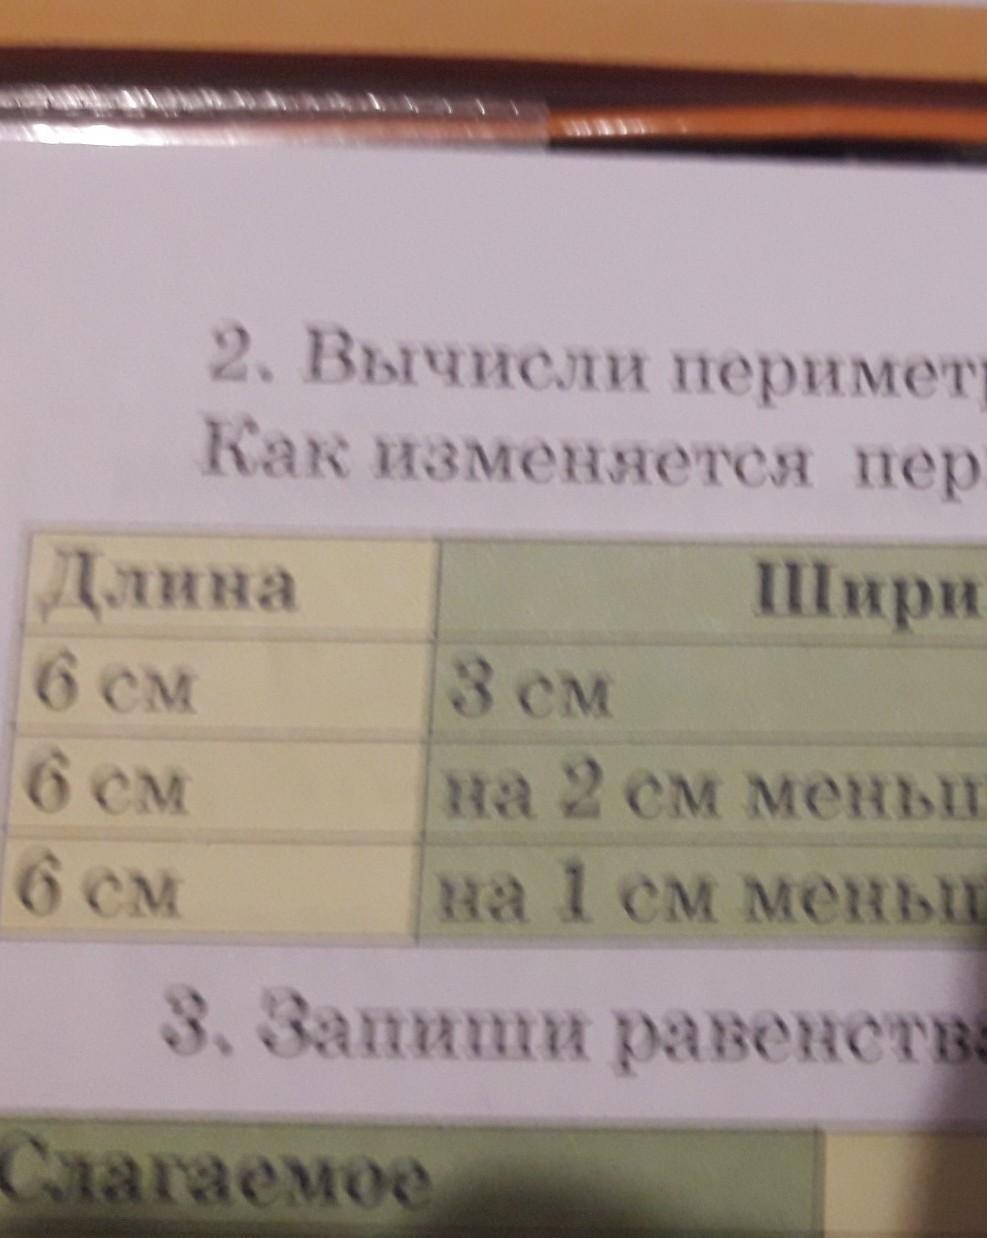 2. Вычисли периметр
Как изменяется пер
Длина Шири
6 см 3 см
6 см на 2 см меньш
6 см на 1 см меньш
3. Запиши равенства
Слагаемое